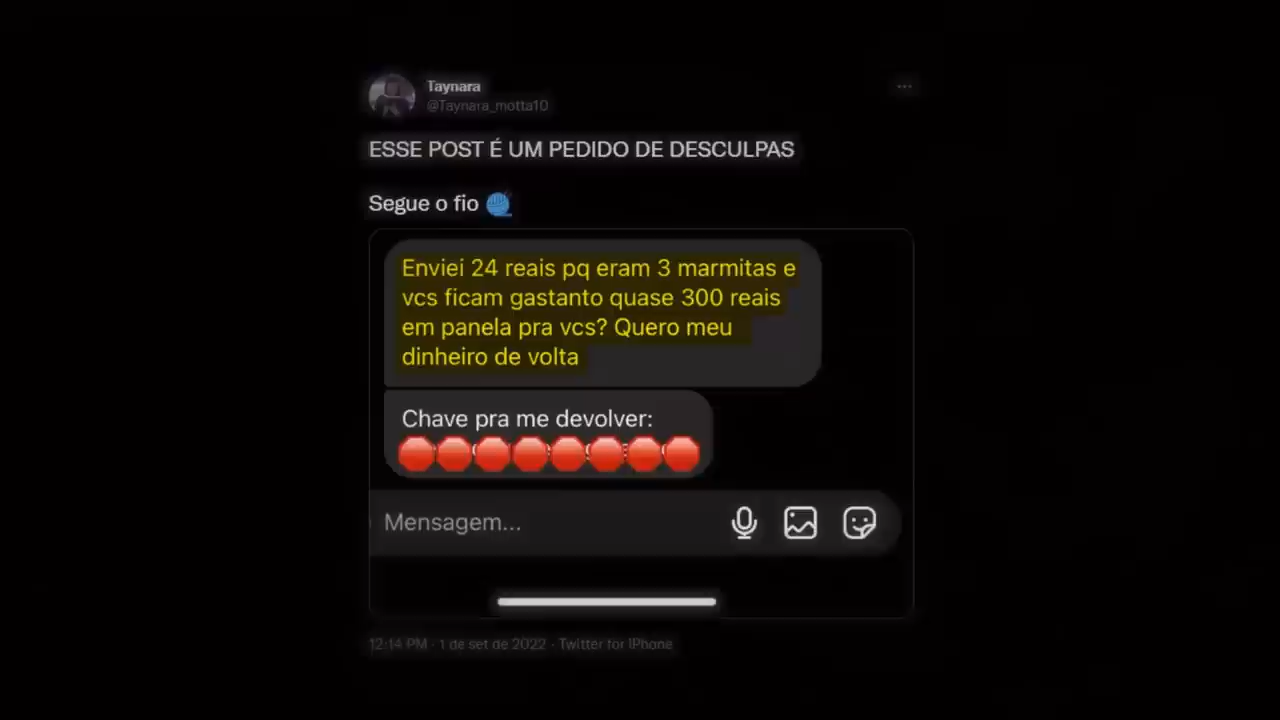 Taynara
@Taynara_motta10
ESSE POST É UM PEDIDO DE DESCULPAS
Segue o fio
Enviei 24 reais pq eram 3 marmitas e
vcs ficam gastanto quase 300 reais
em panela pra vcs? Quero meu
dinheiro de volta
Chave pra me devolver:
Mensagem...
12:14 PM · 1 de set de 2022 · Twitter for iPhone